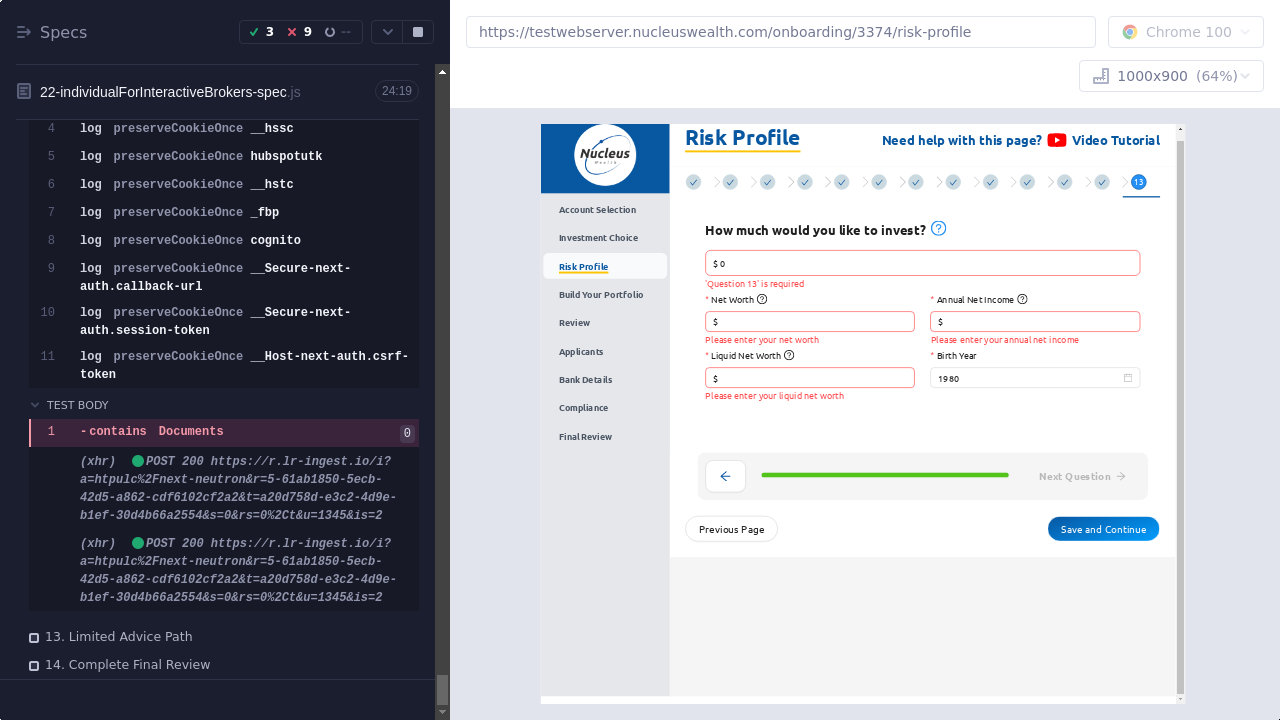 Specs
3
9
--
https://testwebserver.nucleuswealth.com/onboarding/3374/risk-profile
Chrome 100
1000x900 (64%)
22-individualForInteractiveBrokers-spec.js
24:19
4 log preserveCookieOnce __hssc
5 log preserveCookieOnce hubspotutk
6 log preserveCookieOnce __hstc
7 log preserveCookieOnce _fbp
8 log preserveCookieOnce cognito
9 log preserveCookieOnce __Secure-next-
auth.callback-url
10 log preserveCookieOnce __Secure-next-
auth.session-token
11 log preserveCookieOnce __Host-next-auth.csrf-
token
TEST BODY
1 -contains Documents 0
(xhr) POST 200 https://r.lr-ingest.io/i?
a=htpulc%2Fnext-neutron&r=5-61ab1850-5ecb-
42d5-a862-cdf6102cf2a2&t=a20d758d-e3c2-4d9e-
b1ef-30d4b66a2554&s=0&rs=0%2Ct&u=1345&is=2
(xhr) POST 200 https://r.lr-ingest.io/i?
a=htpulc%2Fnext-neutron&r=5-61ab1850-5ecb-
42d5-a862-cdf6102cf2a2&t=a20d758d-e3c2-4d9e-
b1ef-30d4b66a2554&s=0&rs=0%2Ct&u=1345&is=2
13. Limited Advice Path
14. Complete Final Review
Nucleus
Wealth
Account Selection
Investment Choice
Risk Profile
Build Your Portfolio
Review
Applicants
Bank Details
Compliance
Final Review
Risk Profile
Need help with this page? Video Tutorial
13
How much would you like to invest?
$ 0
'Question 13' is required
* Net Worth
* Annual Net Income
$
$
Please enter your net worth
Please enter your annual net income
* Liquid Net Worth
* Birth Year
$
1980
Please enter your liquid net worth
Next Question
Previous Page
Save and Continue